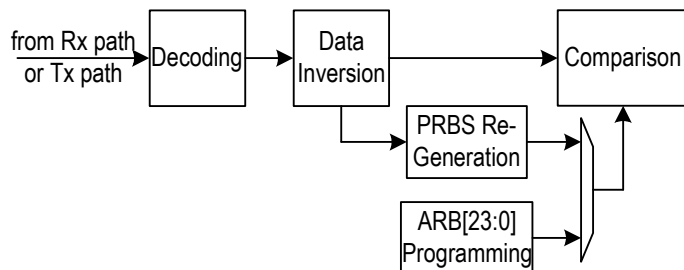 from Rx path
or Tx path
Decoding
Data
Inversion
Comparison
PRBS Re-
Generation
ARB[23:0]
Programming